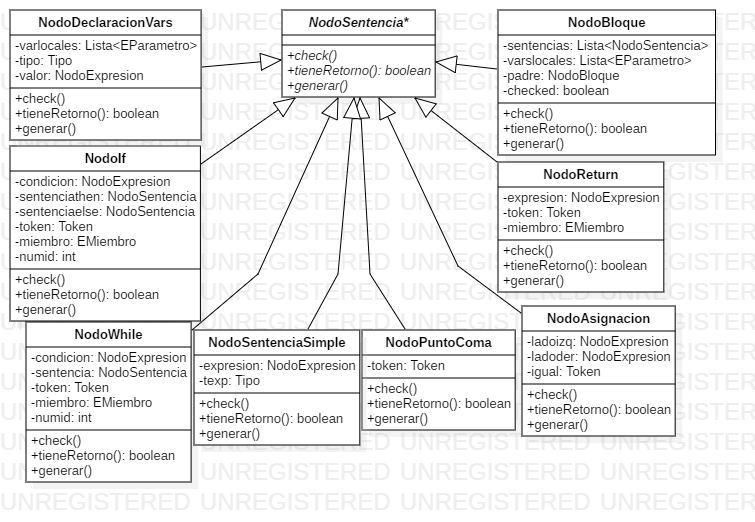 NodoDeclaracionVars
-varlocales: Lista<EParametro>
-tipo: Tipo
-valor: NodoExpresion
+check()
+tieneRetorno(): boolean
+generar()
NodoSentencia*
+check()
+tieneRetorno(): boolean
+generar()
NodoBloque
-sentencias: Lista<NodoSentencia>
-varslocales: Lista<EParametro>
-padre: NodoBloque
-checked: boolean
+check()
+tieneRetorno(): boolean
+generar()
NodoIf
-condicion: NodoExpresion
-sentenciathen: NodoSentencia
-sentenciaelse: NodoSentencia
-token: Token
-miembro: EMiembro
-numid: int
+check()
+tieneRetorno(): boolean
+generar()
NodoReturn
-expresion: NodoExpresion
-token: Token
-miembro: EMiembro
+check()
+tieneRetorno(): boolean
+generar()
NodoWhile
-condicion: NodoExpresion
-sentencia: NodoSentencia
-token: Token
-miembro: EMiembro
-numid: int
+check()
+tieneRetorno(): boolean
+generar()
NodoSentenciaSimple
-expresion: NodoExpresion
-texp: Tipo
+check()
+tieneRetorno(): boolean
+generar()
NodoPuntoComa
-token: Token
+check()
+tieneRetorno(): boolean
+generar()
NodoAsignacion
-ladoizq: NodoExpresion
-ladoder: NodoExpresion
-igual: Token
+check()
+tieneRetorno(): boolean
+generar()
UNREGISTERED UNREGISTERED UNREGISTERED UNREGISTERED